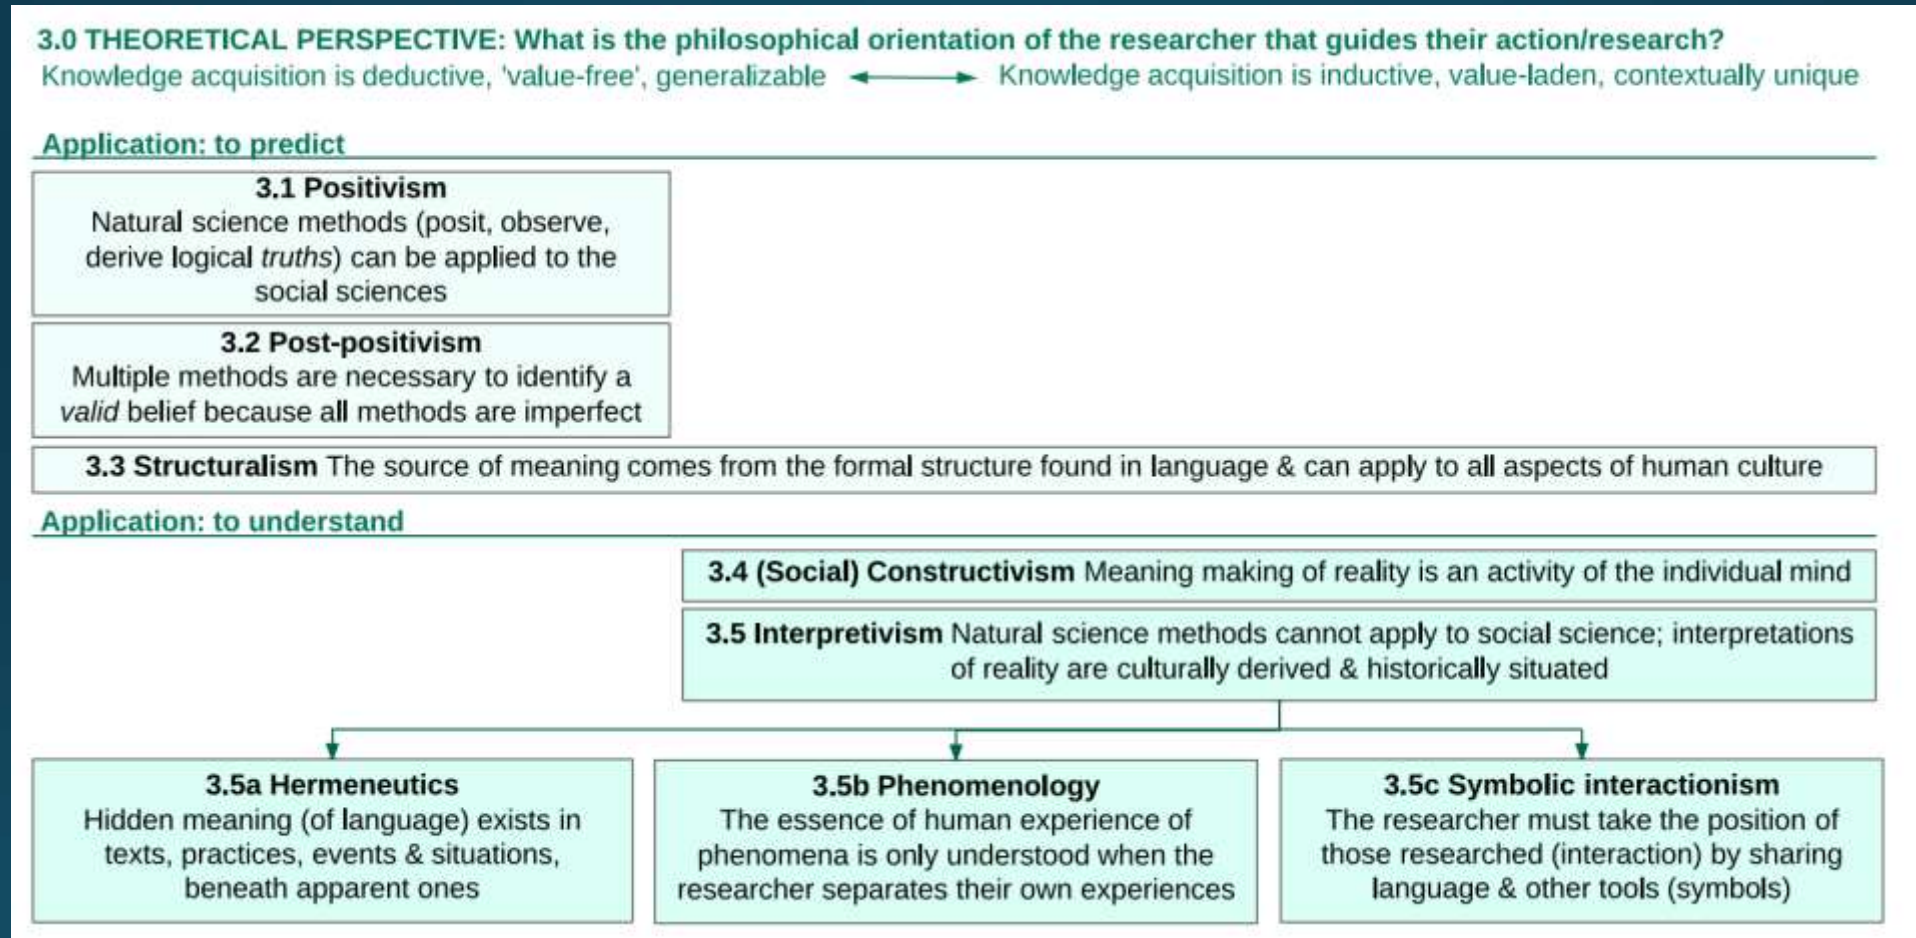 3.0 THEORETICAL PERSPECTIVE: What is the philosophical orientation of the researcher that guides their action/research?
Knowledge acquisition is deductive, 'value-free', generalizable Knowledge acquisition is inductive, value-laden, contextually unique
Application: to predict
3.1 Positivism
Natural science methods (posit, observe,
derive logical truths) can be applied to the
social sciences
3.2 Post-positivism
Multiple methods are necessary to identify a
valid belief because all methods are imperfect
3.3 Structuralism The source of meaning comes from the formal structure found in language & can apply to all aspects of human culture
Application: to understand
3.4 (Social) Constructivism Meaning making of reality is an activity of the individual mind
3.5 Interpretivism Natural science methods cannot apply to social science; interpretations
of reality are culturally derived & historically situated
3.5a Hermeneutics
Hidden meaning (of language) exists in
texts, practices, events & situations,
beneath apparent ones
3.5b Phenomenology
The essence of human experience of
phenomena is only understood when the
researcher separates their own experiences
3.5c Symbolic interactionism
The researcher must take the position of
those researched (interaction) by sharing
language & other tools (symbols)